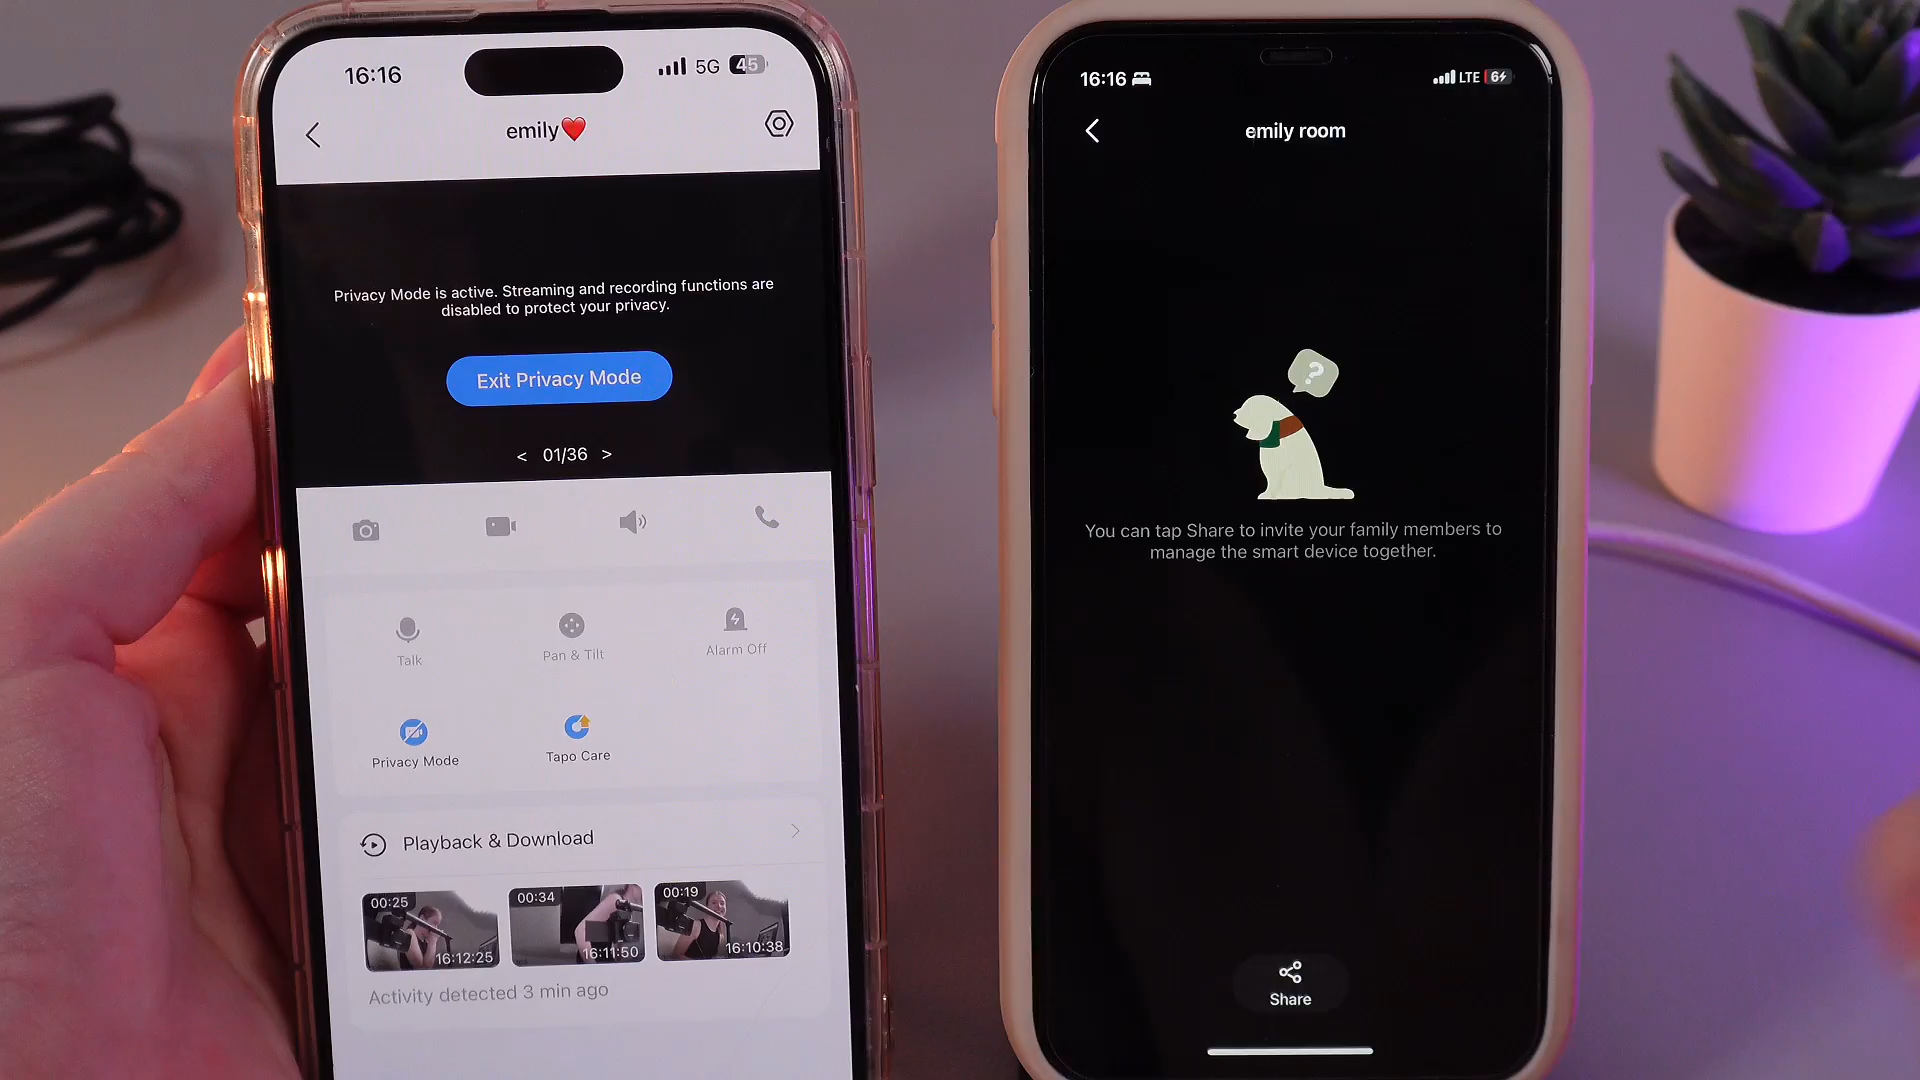 16:16
5G 45
emily❤️
Privacy Mode is active. Streaming and recording functions are
disabled to protect your privacy.
Exit Privacy Mode
< 01/36 >
Talk
Pan & Tilt
Alarm Off
Privacy Mode
Tapo Care
Playback & Download
00:25
16:12:25
00:34
16:11:50
00:19
16:10:38
Activity detected 3 min ago
16:16
LTE 6
emily room
?
You can tap Share to invite your family members to
manage the smart device together.
Share